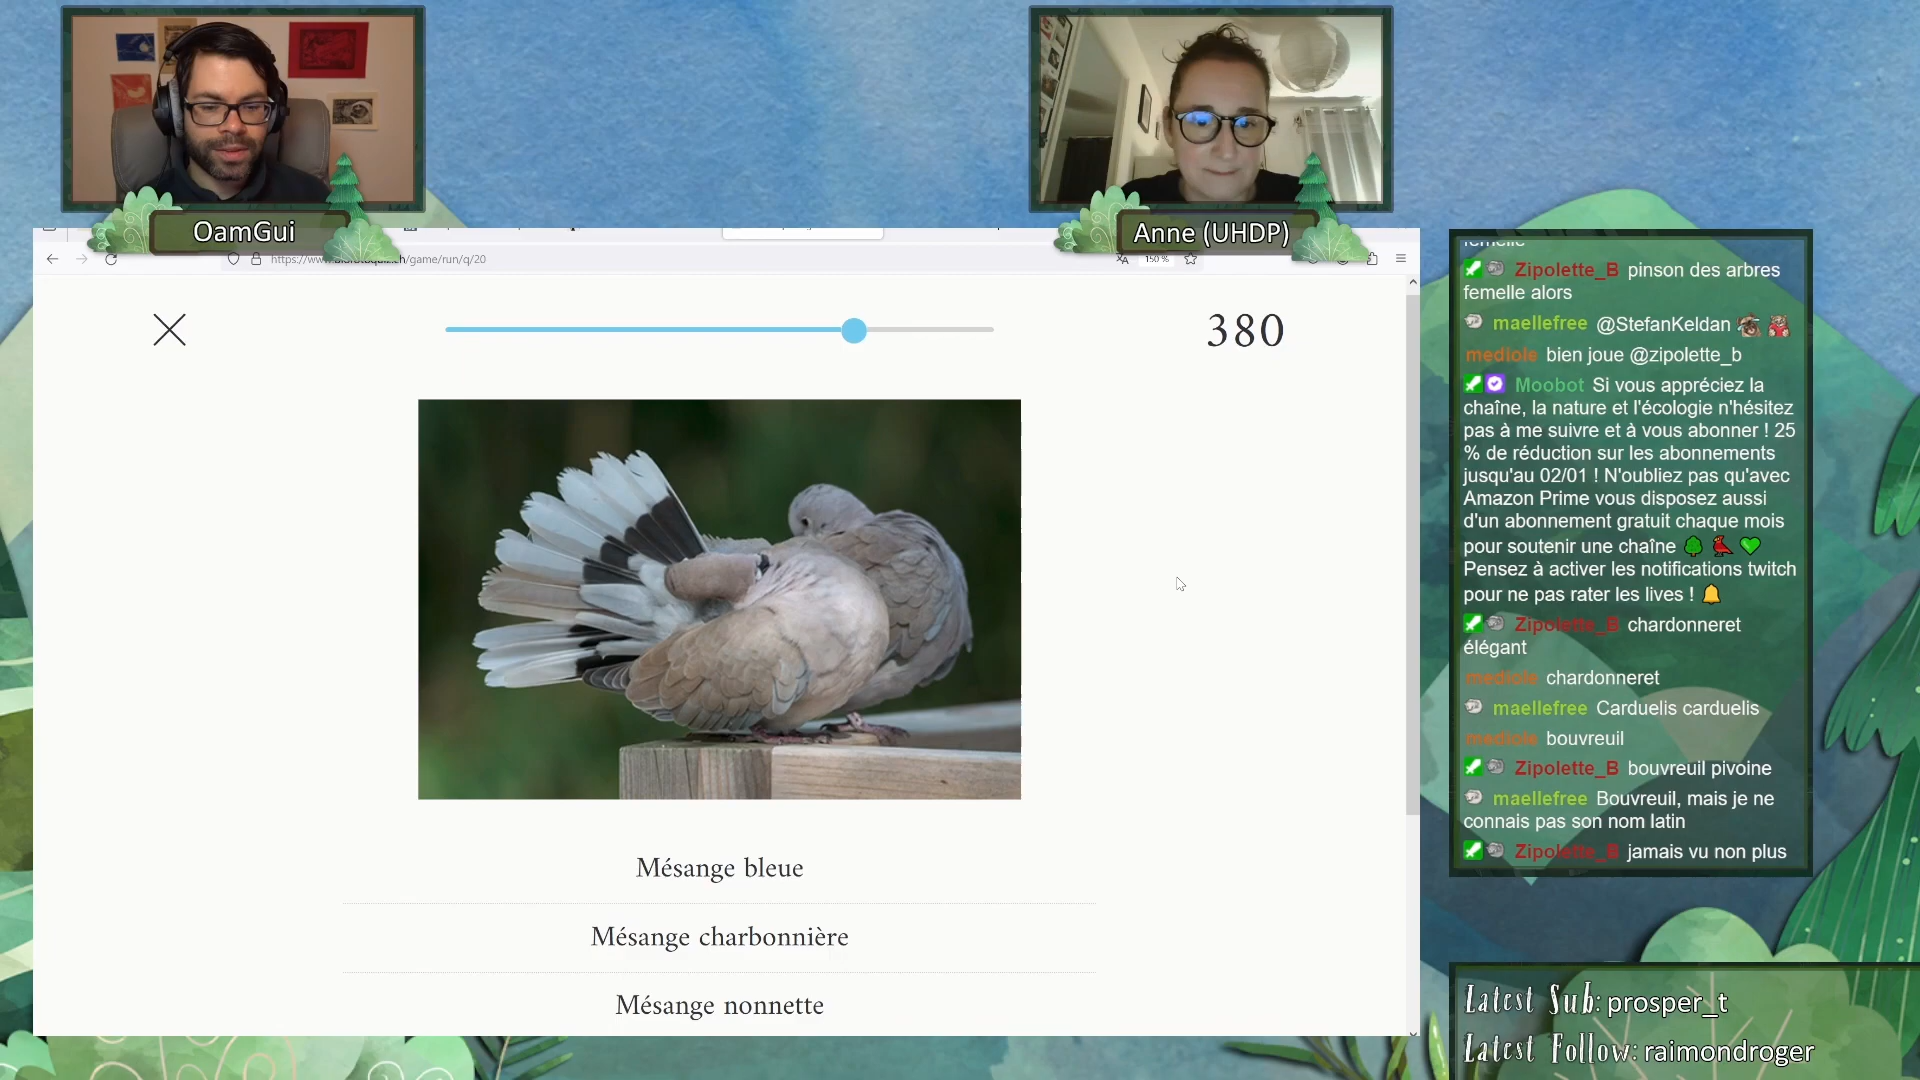 OamGui
Anne (UHDP)
/game/run/q/20
150 %
380
Mésange bleue
Mésange charbonnière
Mésange nonnette
femelle
Zipolette_B pinson des arbres
femelle alors
maellefree @StefanKeldan
mediole bien joue @zipolette_b
Moobot Si vous appréciez la
chaîne, la nature et l'écologie n'hésitez
pas à me suivre et à vous abonner ! 25
% de réduction sur les abonnements
jusqu'au 02/01 ! N'oubliez pas qu'avec
Amazon Prime vous disposez aussi
d'un abonnement gratuit chaque mois
pour soutenir une chaîne
Pensez à activer les notifications twitch
pour ne pas rater les lives !
Zipolette_B chardonneret
élégant
mediole chardonneret
maellefree Carduelis carduelis
mediole bouvreuil
Zipolette_B bouvreuil pivoine
maellefree Bouvreuil, mais je ne
connais pas son nom latin
Zipolette_B jamais vu non plus
Latest Sub: prosper_t
Latest Follow: raimondroger